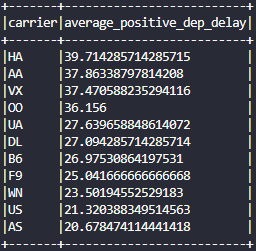 +-------+--------------------------+
|carrier|average_positive_dep_delay|
+-------+--------------------------+
|HA     |39.714285714285715        |
|AA     |37.86338797814208         |
|VX     |37.470588235294116        |
|OO     |36.156                    |
|UA     |27.639658848614072        |
|DL     |27.094285714285714        |
|B6     |26.97530864197531         |
|F9     |25.041666666666668        |
|WN     |23.50194552529183         |
|US     |21.320388349514563        |
|AS     |20.678474114441418        |
+-------+--------------------------+